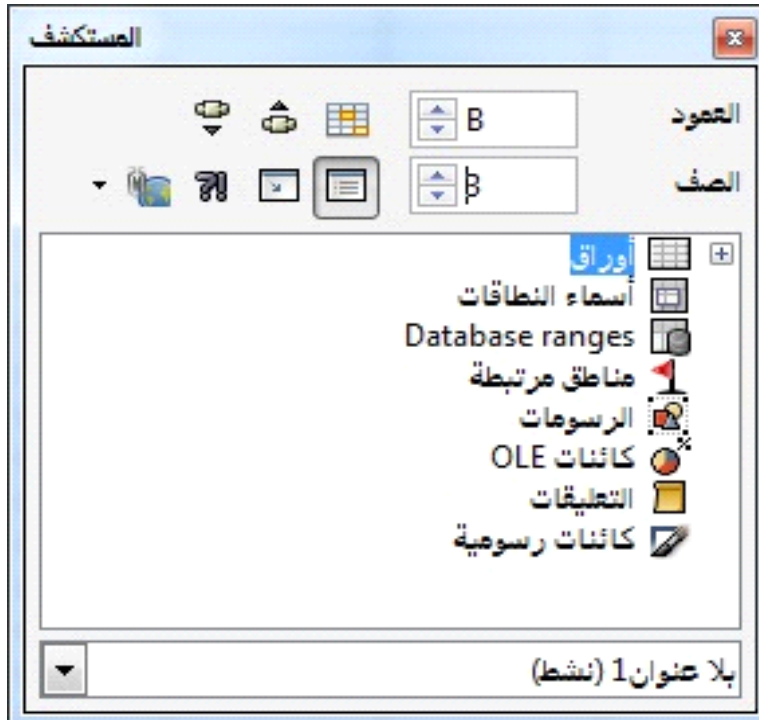 المستكشف
العمود B
الصف 3
أوراق
أسماء النطاقات
Database ranges
مناطق مرتبطة
الرسومات
كائنات OLE
التعليقات
كائنات رسومية
بلا عنوان1 (نشط)